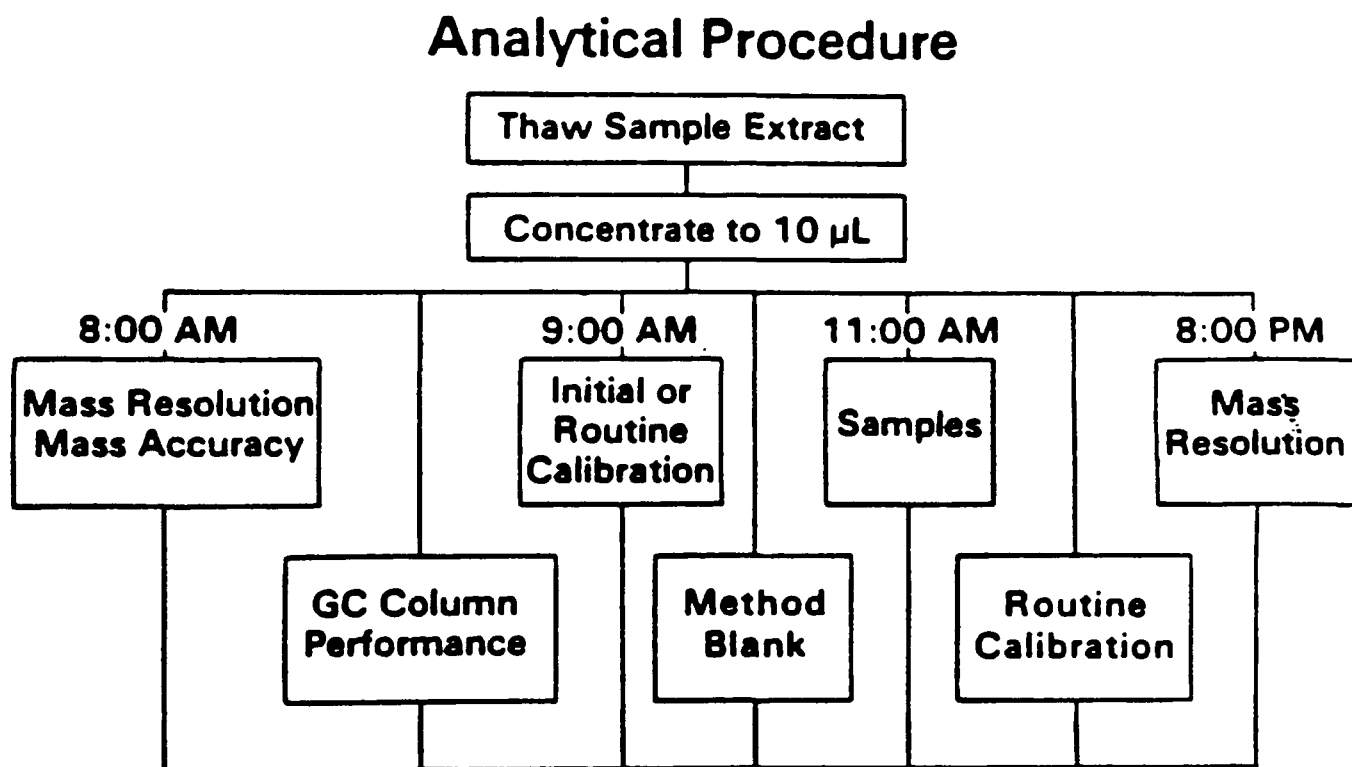 Analytical Procedure
Thaw Sample Extract
Concentrate to 10 µL
8:00 AM
9:00 AM
11:00 AM
8:00 PM
Mass Resolution
Mass Accuracy
Initial or
Routine
Calibration
Samples
Mass
Resolution
GC Column
Performance
Method
Blank
Routine
Calibration